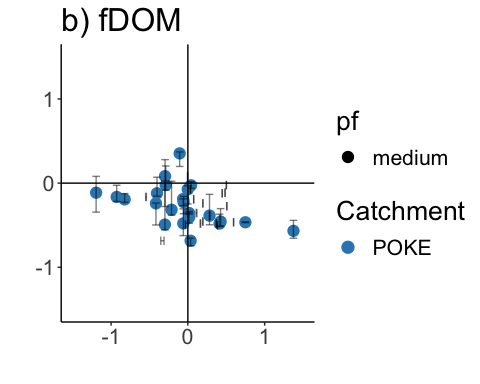 b) fDOM
1
0
-1
-1
0
1
pf
medium
Catchment
POKE